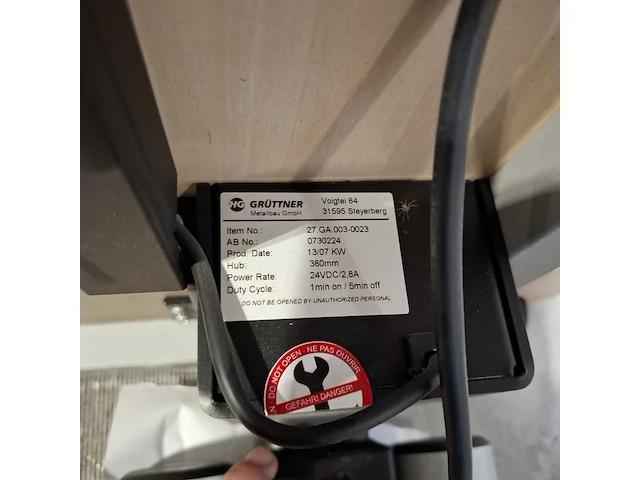 HG GRÜTTNER
Metallbau GmbH
Voigtei 84
31595 Steyerberg
Item No.: 27.GA.003-0023
AB No.: 0730224
Prod. Date: 13/07 KW
Hub: 380mm
Power Rate: 24VDC/2,8A
Duty Cycle: 1min on / 5min off
DO NOT BE OPENED BY UNAUTHORIZED PERSONAL
DO NOT OPEN - NE PAS OUVRIR
GEFAHR! DANGER!